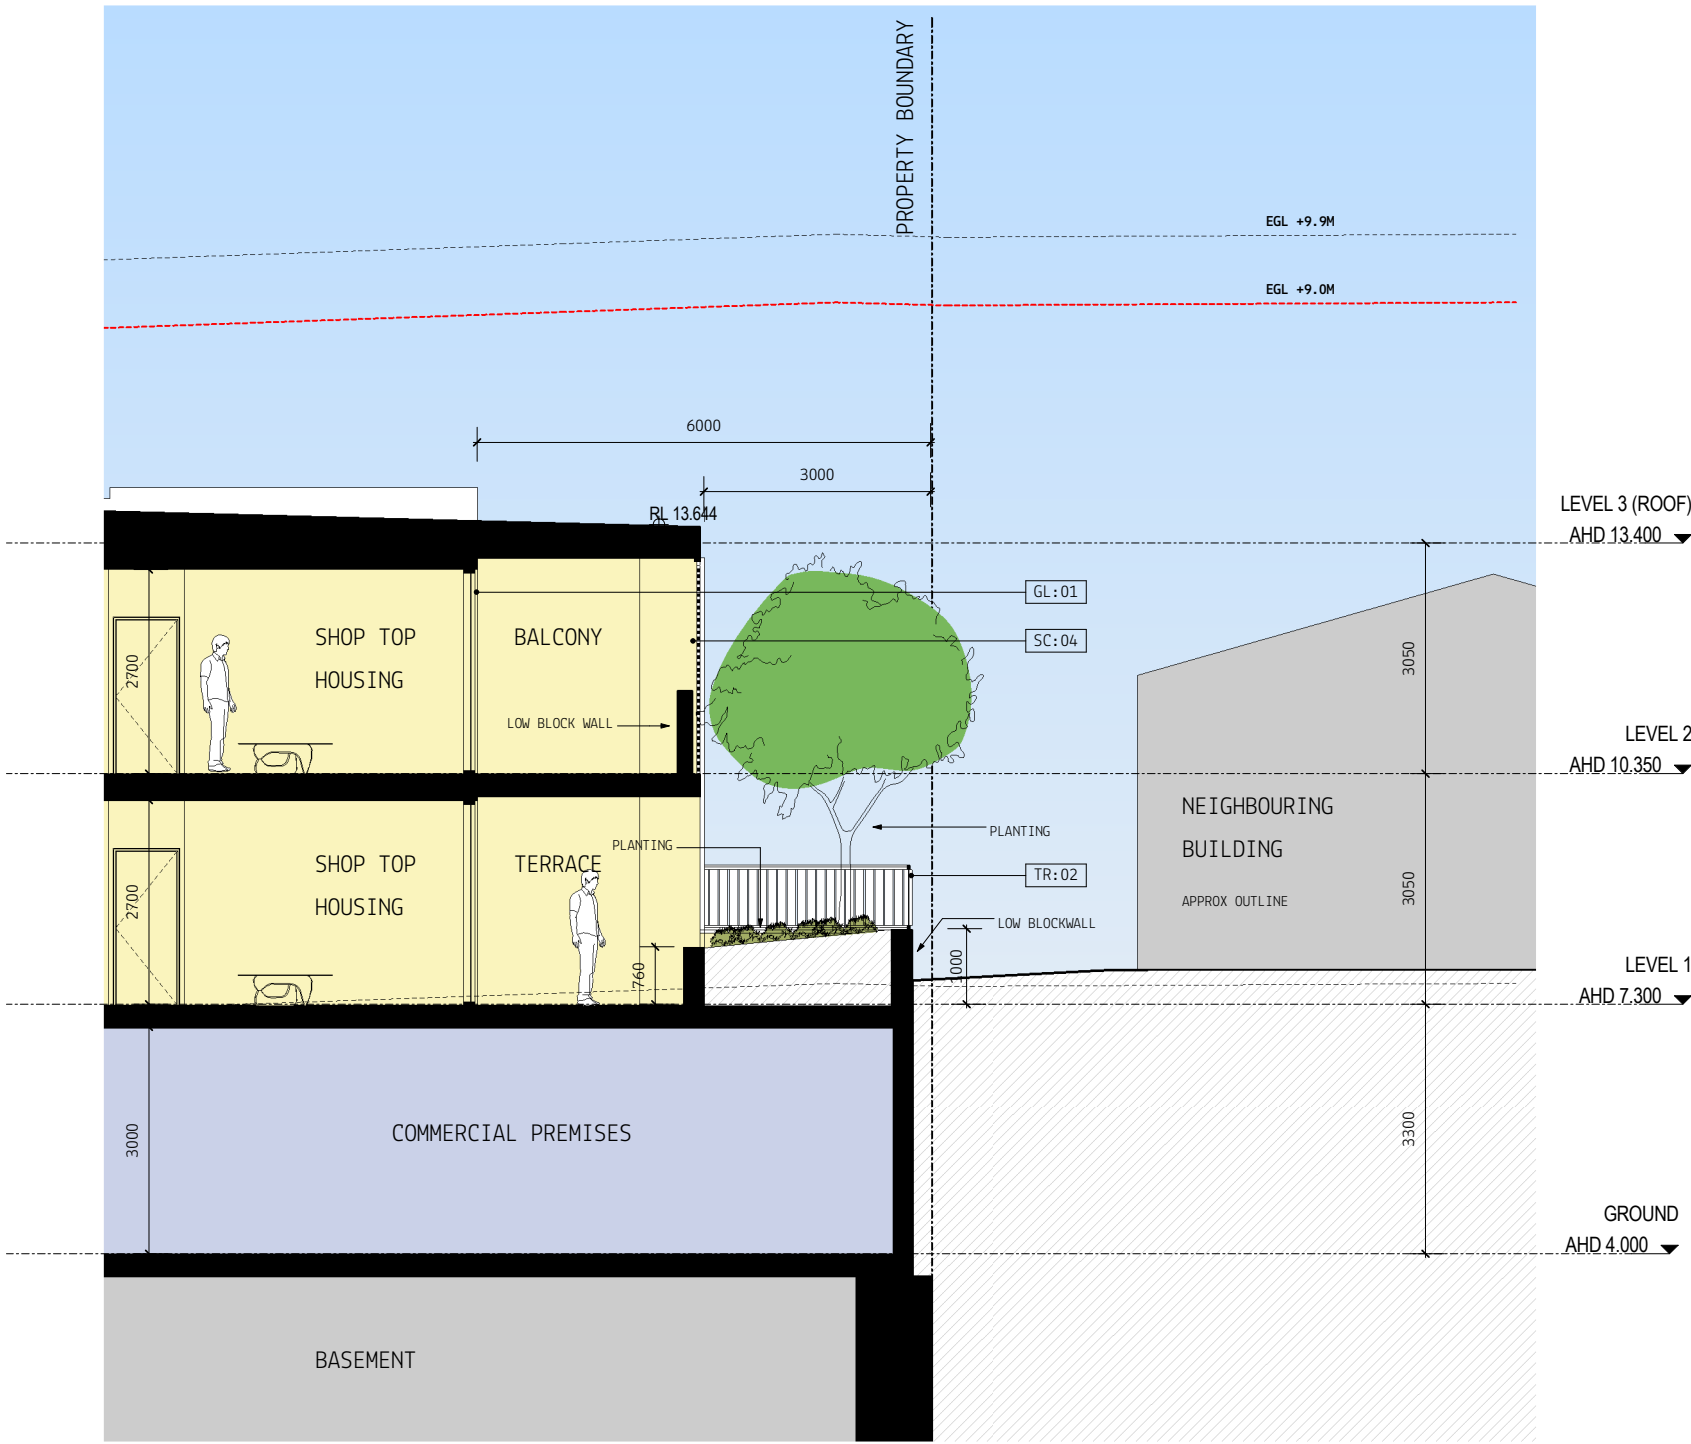 PROPERTY BOUNDARY
EGL +9.9M
EGL +9.0M
6000
3000
RL 13.644
LEVEL 3 (ROOF)
AHD 13.400
GL:01
SHOP TOP
HOUSING
BALCONY
SC:04
2700
3050
LOW BLOCK WALL
LEVEL 2
AHD 10.350
NEIGHBOURING
BUILDING
APPROX OUTLINE
PLANTING
PLANTING
SHOP TOP
HOUSING
TERRACE
TR:02
2700
3050
LOW BLOCKWALL
760
1000
LEVEL 1
AHD 7.300
COMMERCIAL PREMISES
3000
3300
GROUND
AHD 4.000
BASEMENT